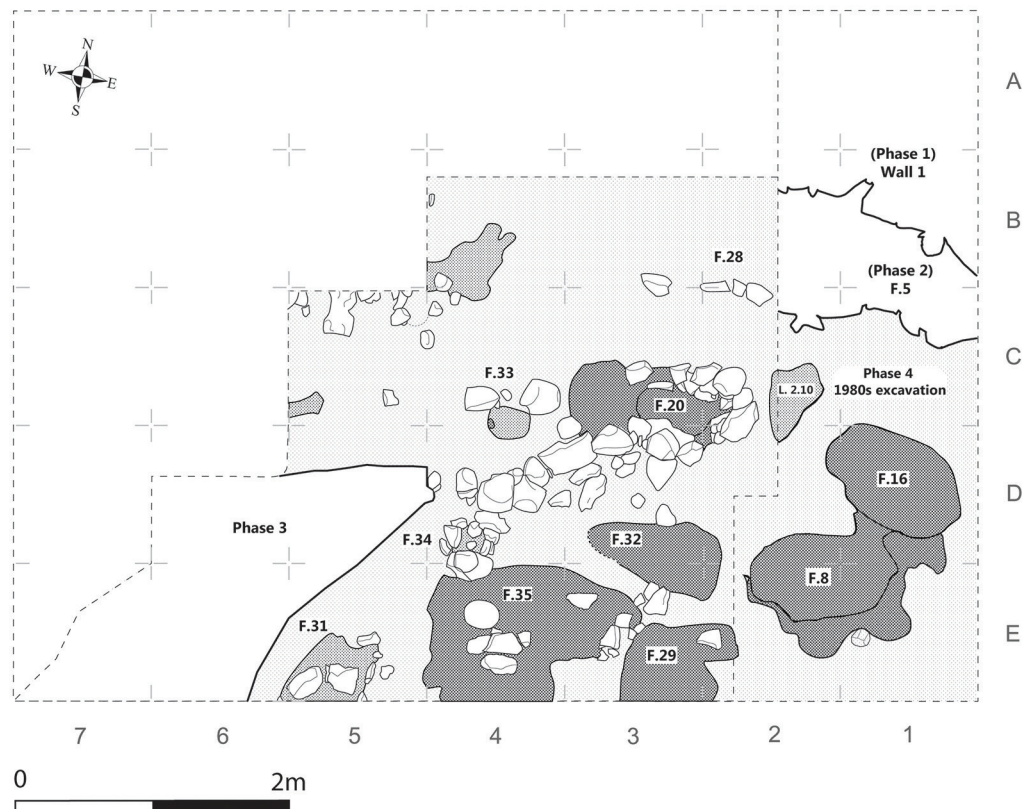 N
W
E
S
A
(Phase 1)
Wall 1
B
F.28
(Phase 2)
F.5
C
F.33
F.20
L. 2.10
Phase 4
1980s excavation
F.16
D
Phase 3
F.34
F.32
F.8
F.35
F.31
F.29
E
7 6 5 4 3 2 1
0 2m